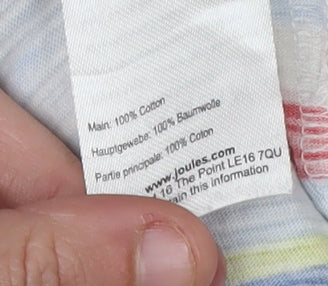 Main: 100% Cotton
Hauptgewebe: 100% Baumwolle
Partie principale: 100% Coton
www.joules.com
16 The Point LE16 7QU
this information